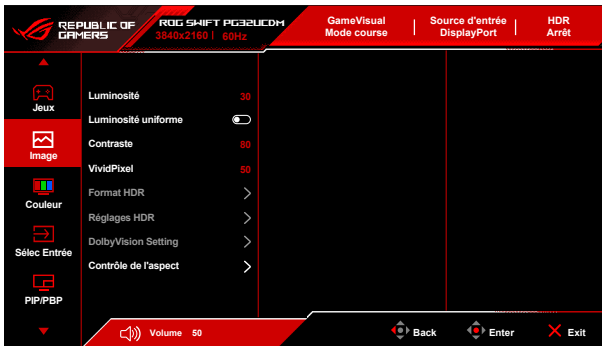 REPUBLIC OF
GAMERS
ROG SWIFT PG32UCDM
3840x2160 | 60Hz
GameVisual
Mode course
Source d'entrée
DisplayPort
HDR
Arrêt
Jeux
Image
Couleur
Sélec Entrée
PIP/PBP
Luminosité 30
Luminosité uniforme
Contraste 80
VividPixel 50
Format HDR
Réglages HDR
DolbyVision Setting
Contrôle de l'aspect
Volume 50
Back
Enter
Exit